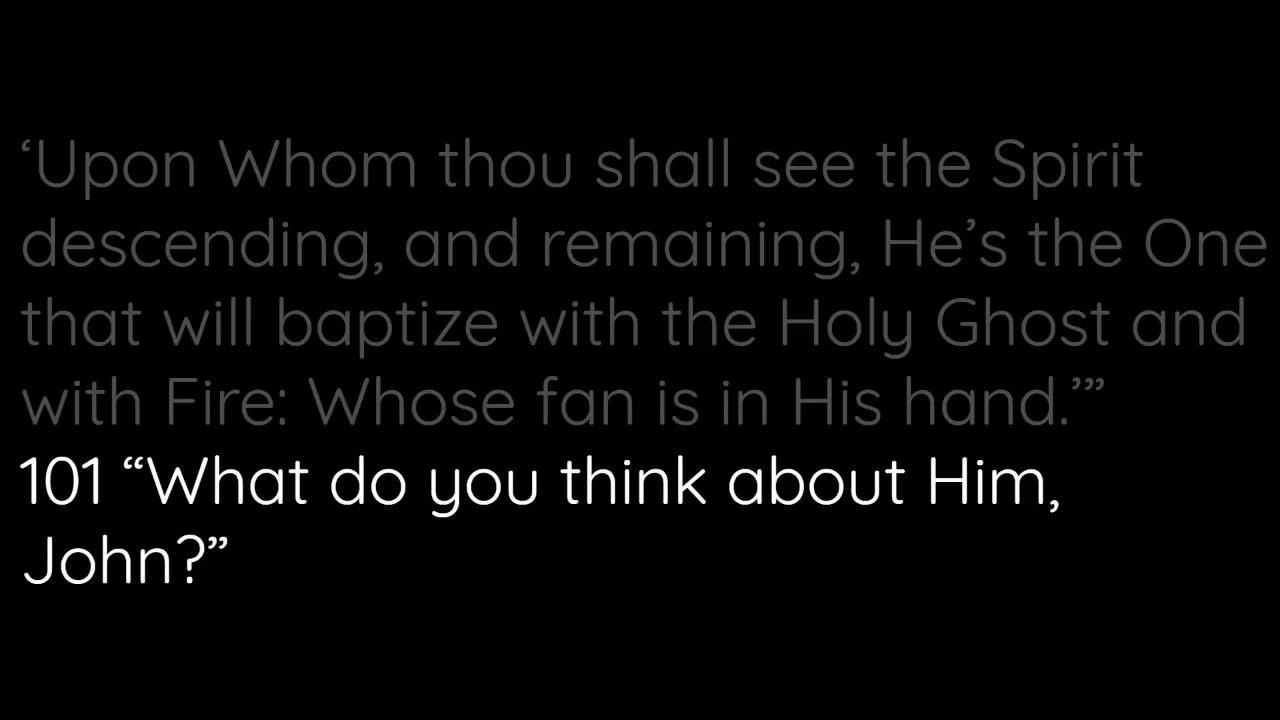 ‘Upon Whom thou shall see the Spirit
descending, and remaining, He’s the One
that will baptize with the Holy Ghost and
with Fire: Whose fan is in His hand.’”
101 “What do you think about Him,
John?”